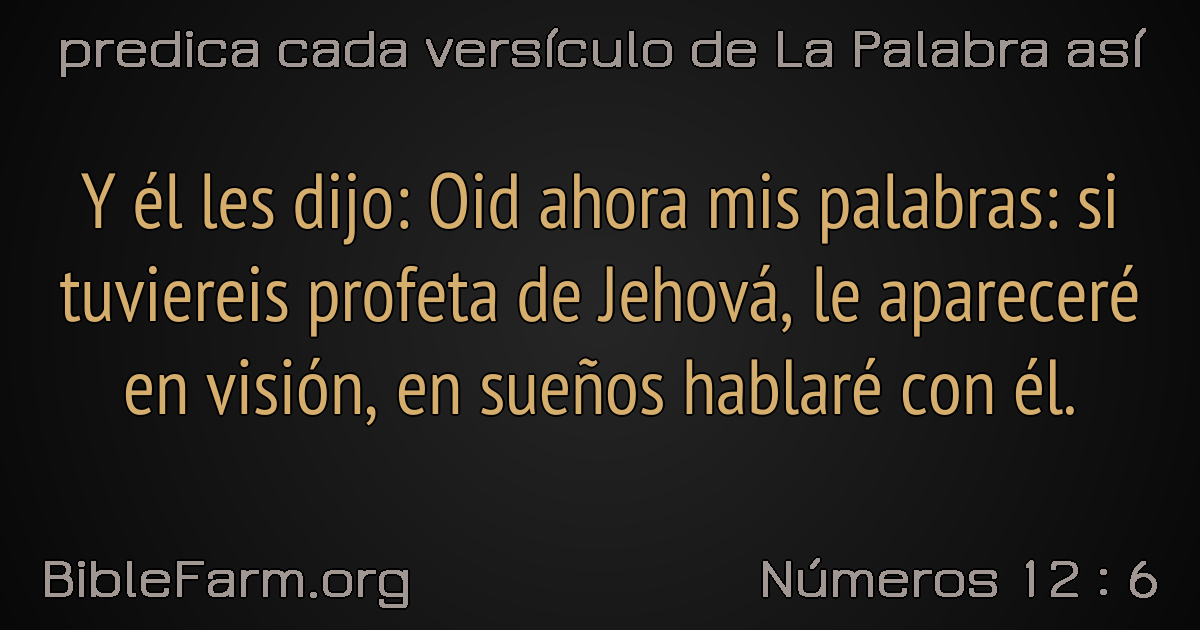 predica cada versículo de La Palabra así
Y él les dijo: Oid ahora mis palabras: si
tuviereis profeta de Jehová, le apareceré
en visión, en sueños hablaré con él.
BibleFarm.org
Números 12 : 6